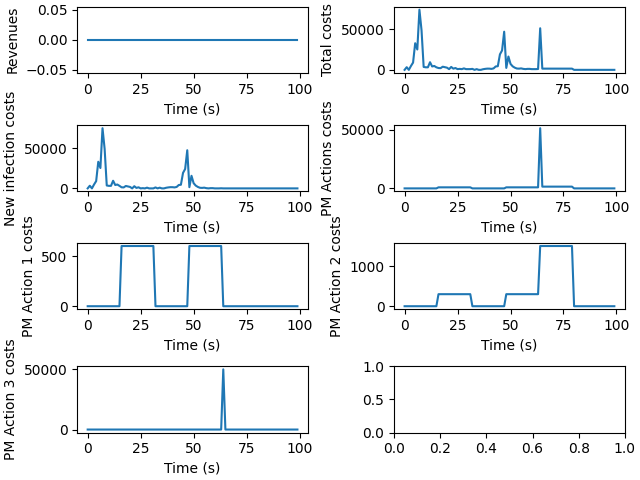 Revenues
0.05
0.00
−0.05
0 25 50 75 100
Time (s)
Total costs
50000
0
0 25 50 75 100
Time (s)
New infection costs
50000
0
0 25 50 75 100
Time (s)
PM Actions costs
50000
0
0 25 50 75 100
Time (s)
PM Action 1 costs
500
0
0 25 50 75 100
Time (s)
PM Action 2 costs
1000
0
0 25 50 75 100
Time (s)
PM Action 3 costs
50000
0
0 25 50 75 100
Time (s)
1.0
0.5
0.0
0.0 0.2 0.4 0.6 0.8 1.0